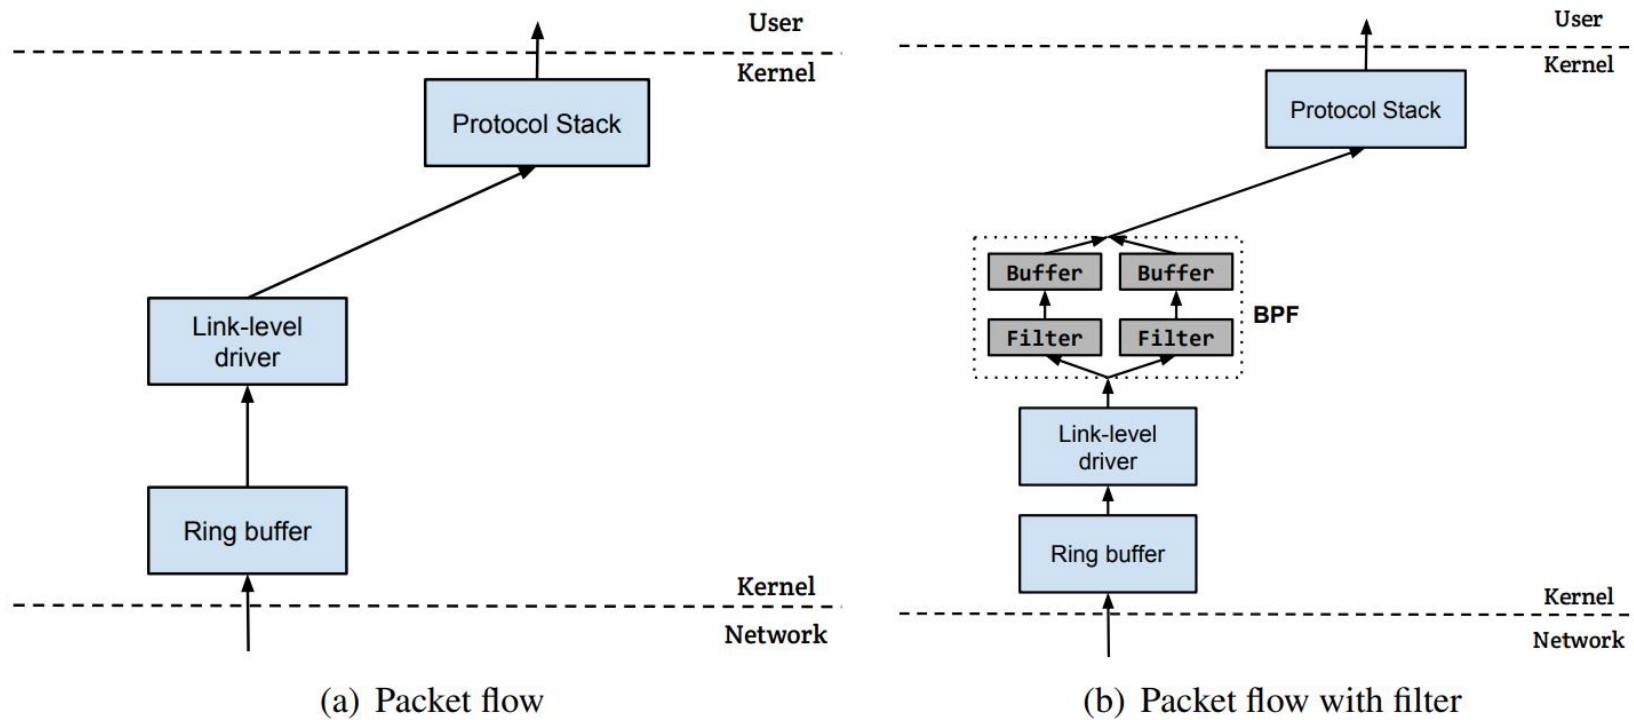 User
Kernel
Protocol Stack
Link-level
driver
Ring buffer
Kernel
Network
(a) Packet flow
User
Kernel
Protocol Stack
Buffer
Buffer
BPF
Filter
Filter
Link-level
driver
Ring buffer
Kernel
Network
(b) Packet flow with filter